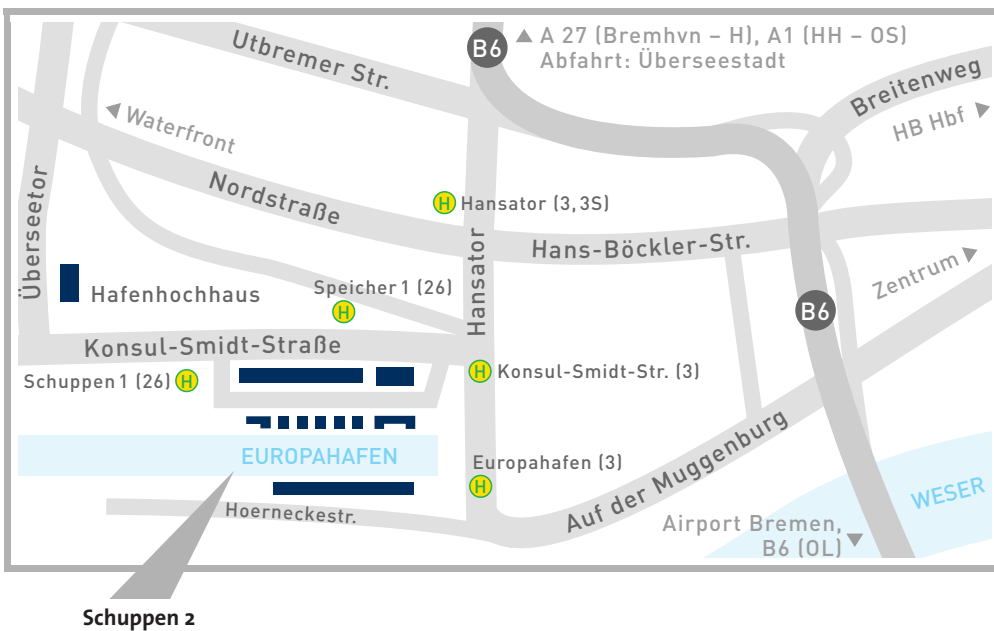 B6
A 27 (Bremhvn – H), A1 (HH – OS)
Abfahrt: Überseestadt
Utbremer Str.
Breitenweg
HB Hbf
Waterfront
Nordstraße
Überseetor
H Hansator (3, 3S)
Hansator
Hans-Böckler-Str.
Zentrum
Hafenhochhaus
Speicher 1 (26)
H
B6
Konsul-Smidt-Straße
Schuppen 1 (26) H
H Konsul-Smidt-Str. (3)
EUROPAHAFEN
Europahafen (3)
H
Auf der Muggenburg
WESER
Hoerneckestr.
Airport Bremen,
B6 (OL)
Schuppen 2